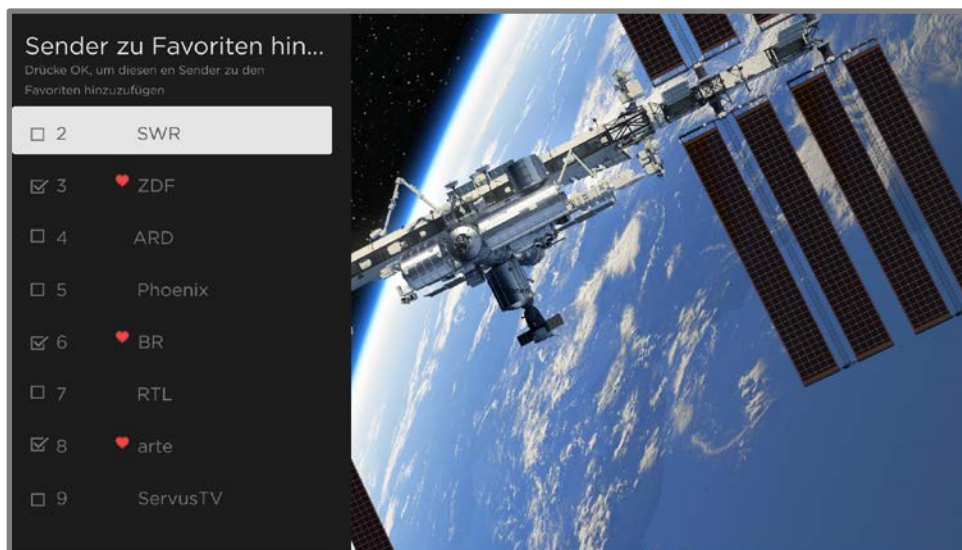 Sender zu Favoriten hin...
Drücke OK, um diesen en Sender zu den
Favoriten hinzuzufügen
2 SWR
3 ZDF
4 ARD
5 Phoenix
6 BR
7 RTL
8 arte
9 ServusTV